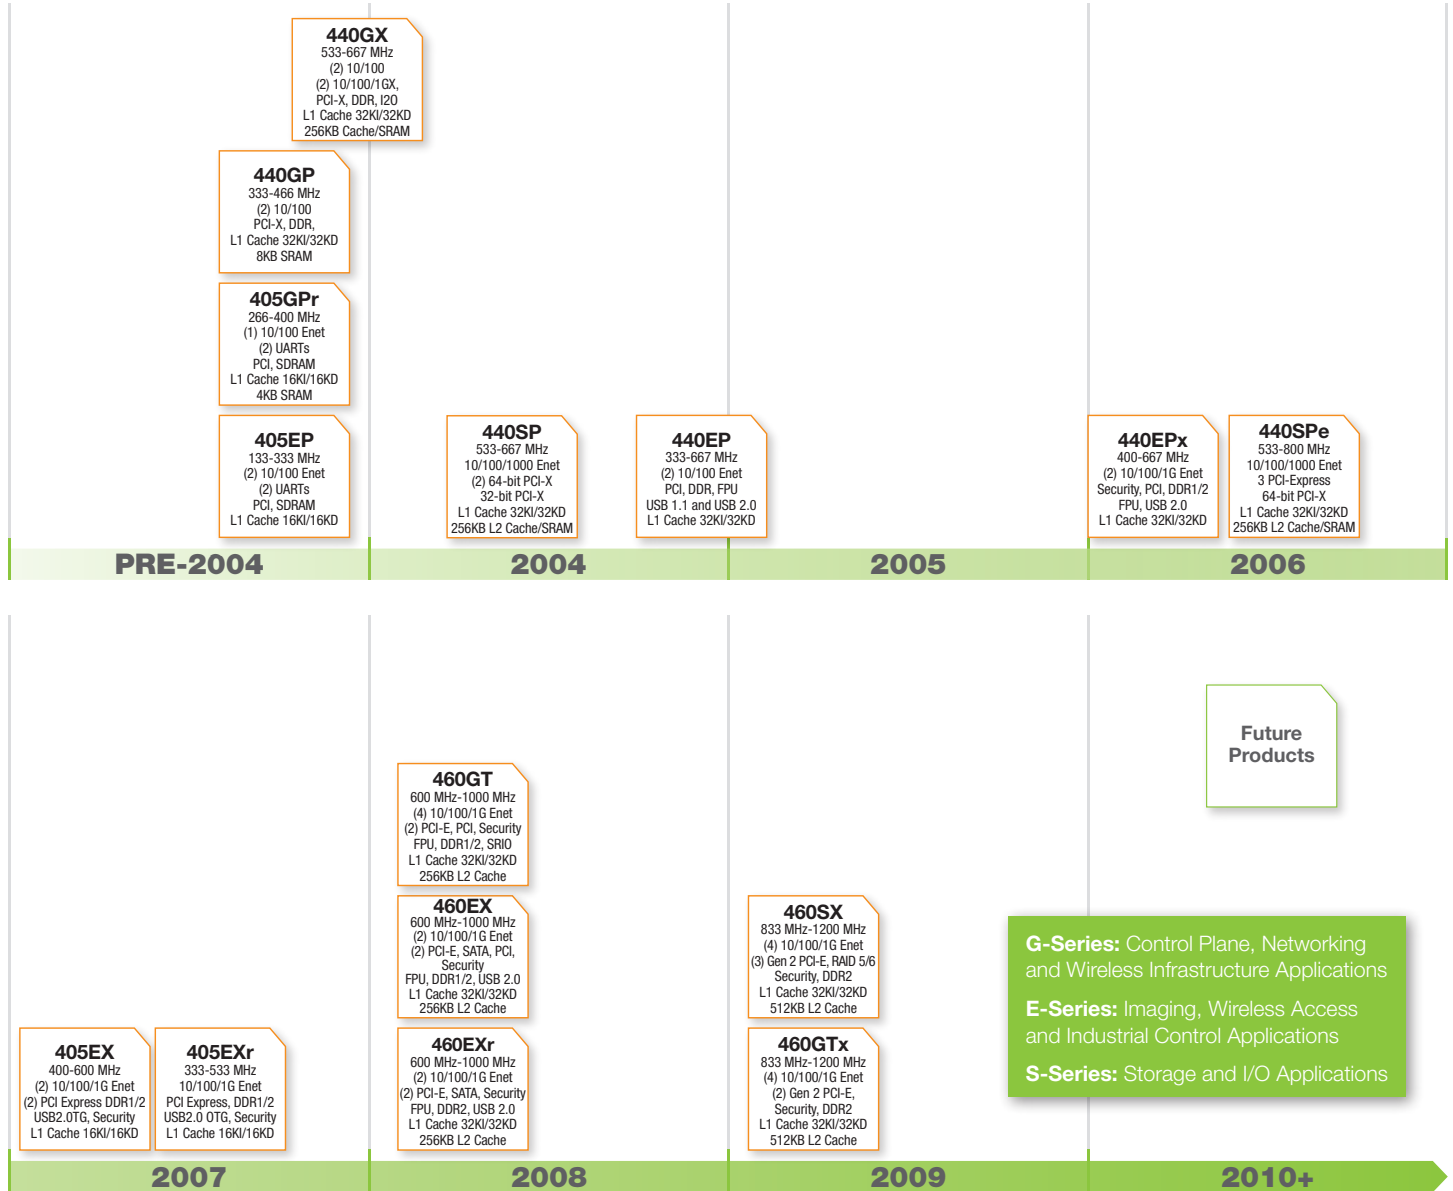 440GX
533-667 MHz
(2) 10/100
(2) 10/100/1GX,
PCI-X, DDR, I2O
L1 Cache 32KI/32KD
256KB Cache/SRAM
440GP
333-466 MHz
(2) 10/100
PCI-X, DDR,
L1 Cache 32KI/32KD
8KB SRAM
405GPr
266-400 MHz
(1) 10/100 Enet
(2) UARTs
PCI, SDRAM
L1 Cache 16KI/16KD
4KB SRAM
405EP
133-333 MHz
(2) 10/100 Enet
(2) UARTs
PCI, SDRAM
L1 Cache 16KI/16KD
440SP
533-667 MHz
10/100/1000 Enet
(2) 64-bit PCI-X
32-bit PCI-X
L1 Cache 32KI/32KD
256KB L2 Cache/SRAM
440EP
333-667 MHz
(2) 10/100 Enet
PCI, DDR, FPU
USB 1.1 and USB 2.0
L1 Cache 32KI/32KD
440EPx
400-667 MHz
(2) 10/100/1G Enet
Security, PCI, DDR1/2
FPU, USB 2.0
L1 Cache 32KI/32KD
440SPe
533-800 MHz
10/100/1000 Enet
3 PCI-Express
64-bit PCI-X
L1 Cache 32KI/32KD
256KB L2 Cache/SRAM
PRE-2004
2004
2005
2006
405EX
400-600 MHz
(2) 10/100/1G Enet
(2) PCI Express DDR1/2
USB2.0TG, Security
L1 Cache 16KI/16KD
405EXr
333-533 MHz
10/100/1G Enet
PCI Express, DDR1/2
USB2.0 OTG, Security
L1 Cache 16KI/16KD
460GT
600 MHz-1000 MHz
(4) 10/100/1G Enet
(2) PCI-E, PCI, Security
FPU, DDR1/2, SRIO
L1 Cache 32KI/32KD
256KB L2 Cache
460EX
600 MHz-1000 MHz
(2) 10/100/1G Enet
(2) PCI-E, SATA, PCI,
Security
FPU, DDR1/2, USB 2.0
L1 Cache 32KI/32KD
256KB L2 Cache
460EXr
600 MHz-1000 MHz
(2) 10/100/1G Enet
(2) PCI-E, SATA, Security
FPU, DDR2, USB 2.0
L1 Cache 32KI/32KD
256KB L2 Cache
460SX
833 MHz-1200 MHz
(4) 10/100/1G Enet
(3) Gen 2 PCI-E, RAID 5/6
Security, DDR2
L1 Cache 32KI/32KD
512KB L2 Cache
460GTx
833 MHz-1200 MHz
(4) 10/100/1G Enet
(2) Gen 2 PCI-E,
Security, DDR2
L1 Cache 32KI/32KD
512KB L2 Cache
Future
Products
G-Series: Control Plane, Networking
and Wireless Infrastructure Applications
E-Series: Imaging, Wireless Access
and Industrial Control Applications
S-Series: Storage and I/O Applications
2007
2008
2009
2010+